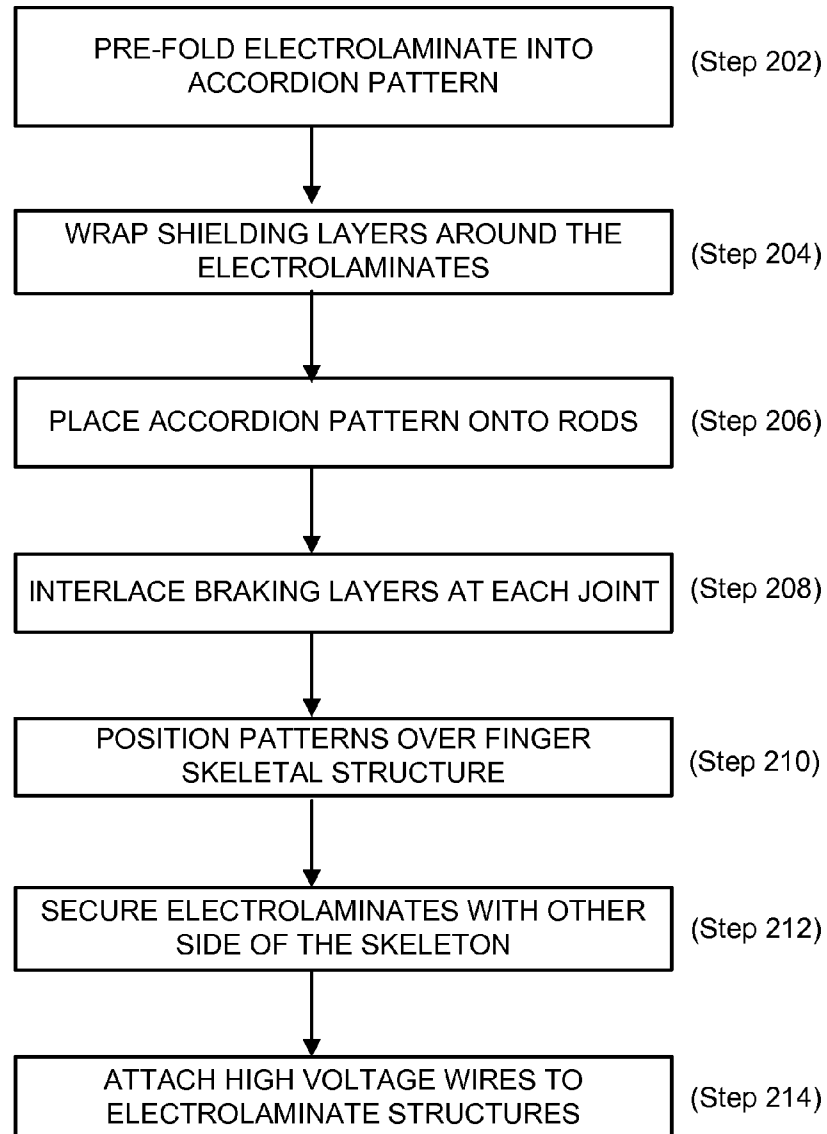 PRE-FOLD ELECTROLAMINATE INTO
ACCORDION PATTERN
(Step 202)
WRAP SHIELDING LAYERS AROUND THE
ELECTROLAMINATES
(Step 204)
PLACE ACCORDION PATTERN ONTO RODS
(Step 206)
INTERLACE BRAKING LAYERS AT EACH JOINT
(Step 208)
POSITION PATTERNS OVER FINGER
SKELETAL STRUCTURE
(Step 210)
SECURE ELECTROLAMINATES WITH OTHER
SIDE OF THE SKELETON
(Step 212)
ATTACH HIGH VOLTAGE WIRES TO
ELECTROLAMINATE STRUCTURES
(Step 214)